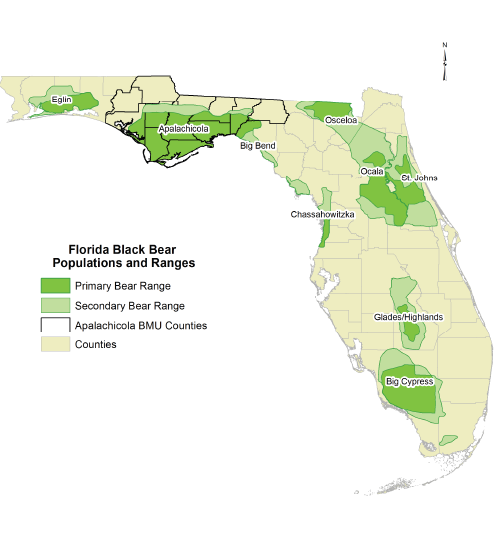 N
Eglin
Apalachicola
Osceloa
Big Bend
Ocala
St. Johns
Chassahowitzka
Florida Black Bear
Populations and Ranges
Primary Bear Range
Secondary Bear Range
Apalachicola BMU Counties
Counties
Glades/Highlands
Big Cypress